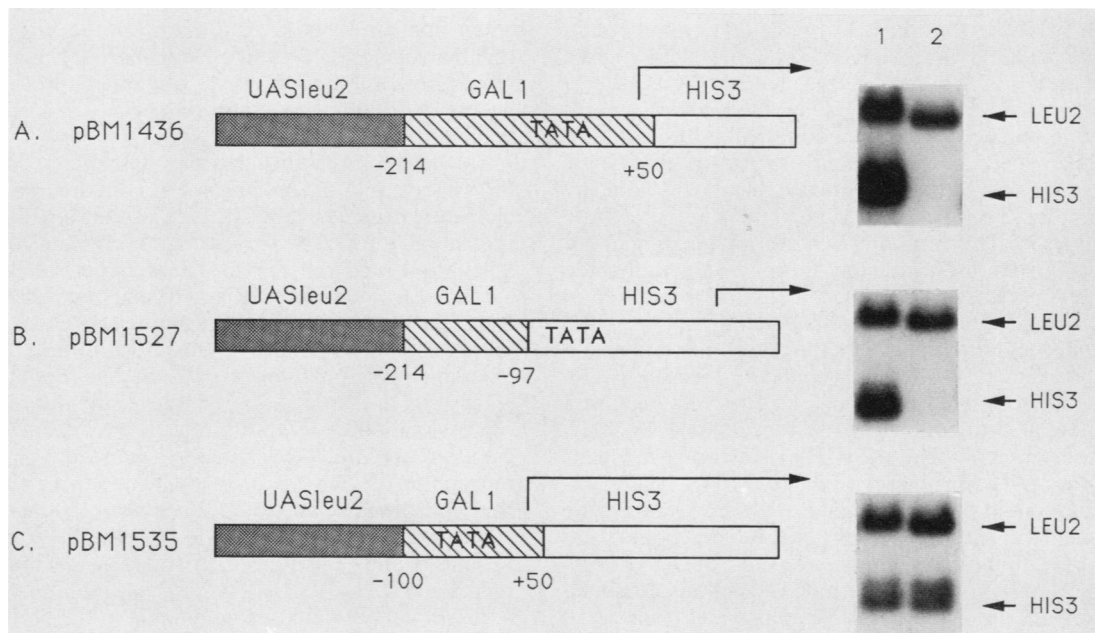 1 2
UASleu2 GAL1 HIS3
A. pBM1436 TATA
-214 +50
LEU2
HIS3
UASleu2 GAL1 HIS3
B. pBM1527 TATA
-214 -97
LEU2
HIS3
UASleu2 GAL1 HIS3
C. pBM1535 TATA
-100 +50
LEU2
HIS3